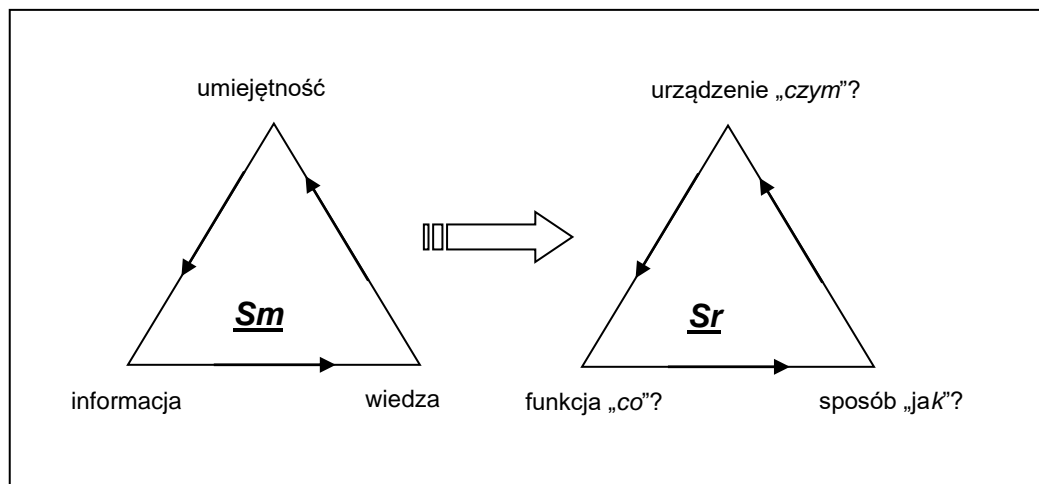 umiejętność
urządzenie „czym”?
Sm
Sr
informacja
wiedza
funkcja „co”?
sposób „jak”?